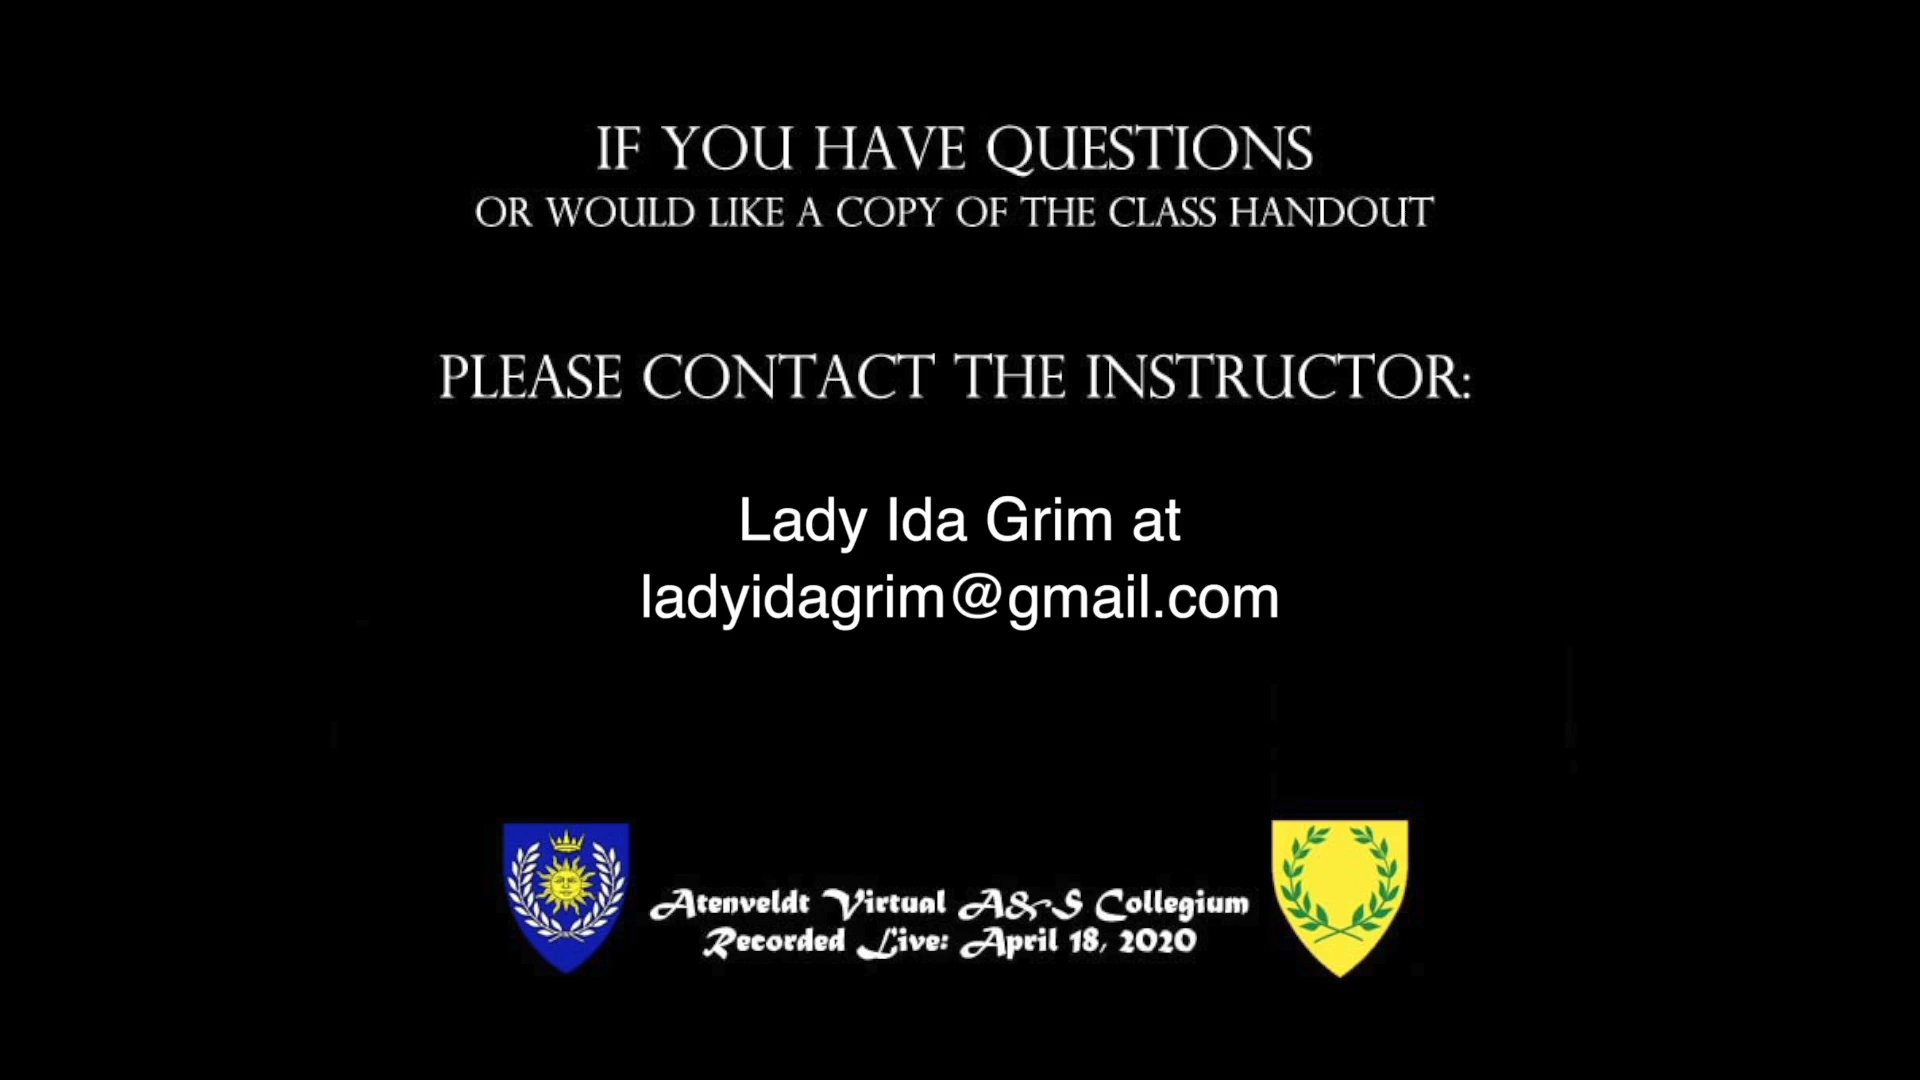 IF YOU HAVE QUESTIONS
OR WOULD LIKE A COPY OF THE CLASS HANDOUT
PLEASE CONTACT THE INSTRUCTOR:
Lady Ida Grim at
ladyidagrim@gmail.com
Atenveldt Virtual A&S Collegium
Recorded Live: April 18, 2020